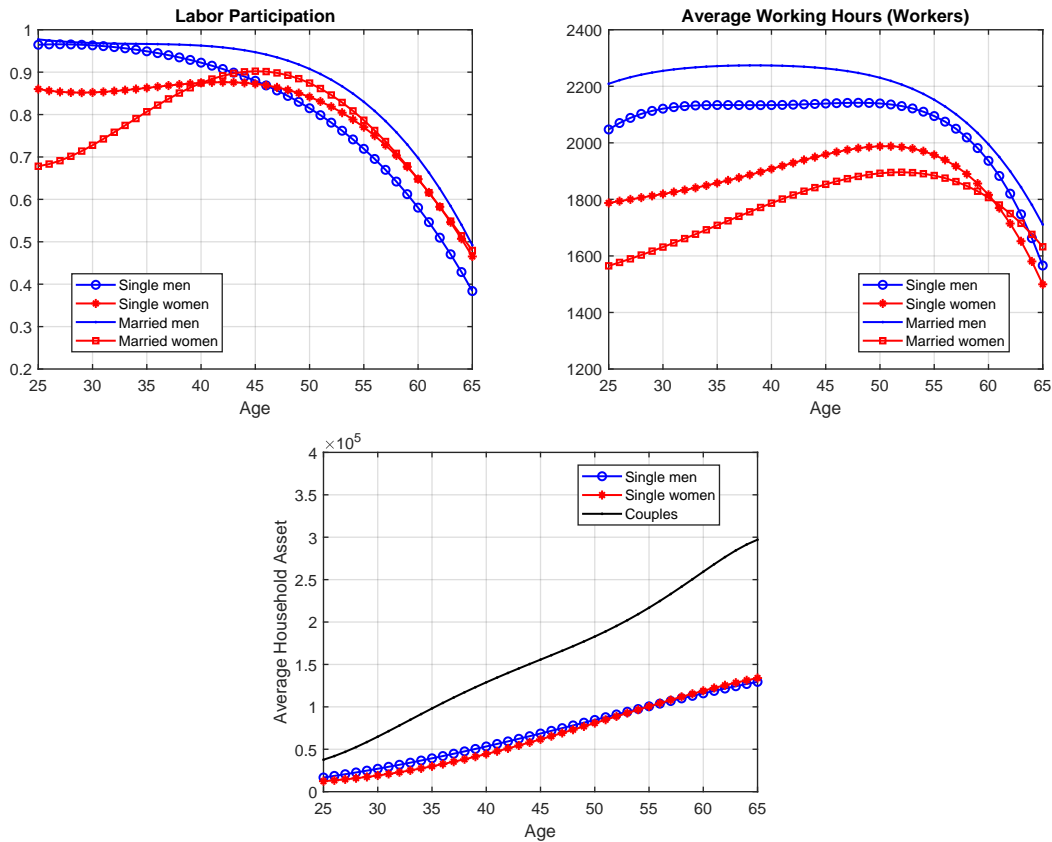 Labor Participation
1
0.9
0.8
0.7
0.6
0.5
0.4
0.3
0.2
25 30 35 40 45 50 55 60 65
Age
Single men
Single women
Married men
Married women
Average Working Hours (Workers)
2400
2200
2000
1800
1600
1400
1200
25 30 35 40 45 50 55 60 65
Age
Single men
Single women
Married men
Married women
×10^5
4
3.5
3
2.5
2
1.5
1
0.5
0
25 30 35 40 45 50 55 60 65
Age
Average Household Asset
Single men
Single women
Couples